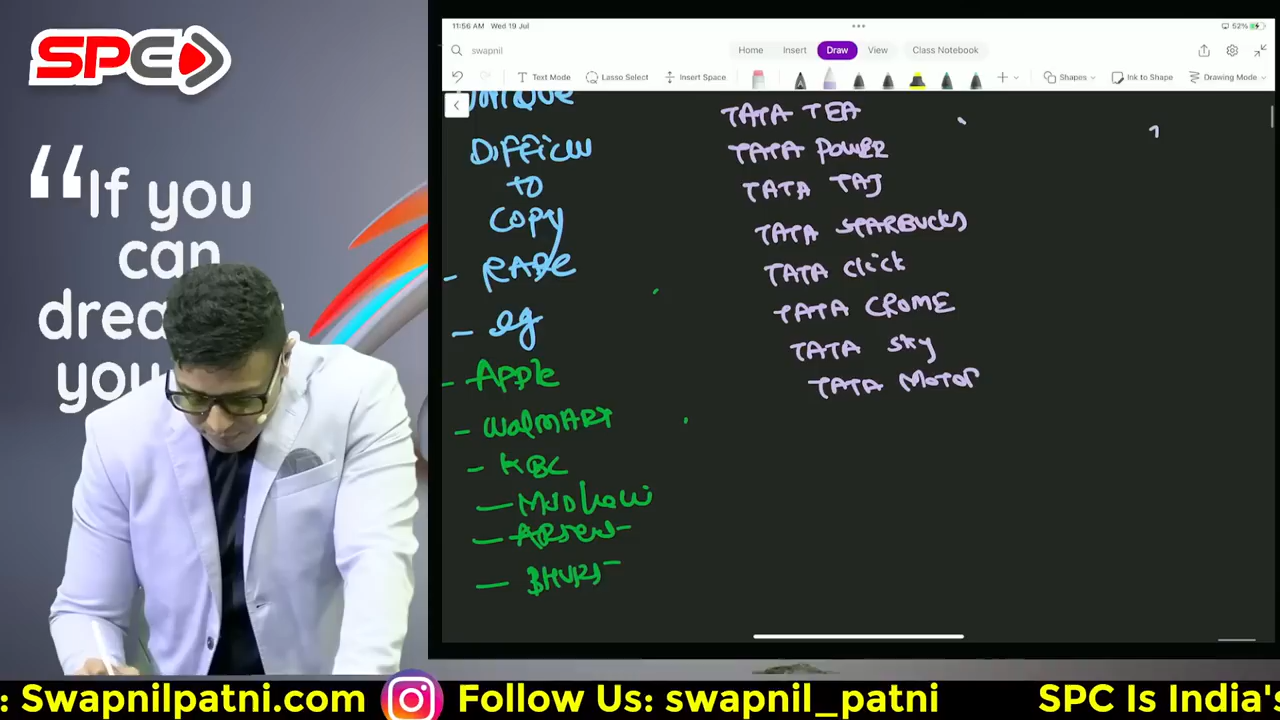 SPC
“If you
can
drea
you
11:56 AM Wed 19 Jul
52%
swapnil
Home Insert Draw View Class Notebook
Text Mode Lasso Select Insert Space Shapes Ink to Shape Drawing Mode
Difficu
to
copy
- RARE
- eg
- Apple
- WalMART
- KBC
TATA TEA
TATA POWER
TATA TAJ
TATA STARBUCKS
TATA click
TATA CROME
TATA Sky
TATA Motor
: Swapnilpatni.com Follow Us: swapnil_patni SPC Is India's